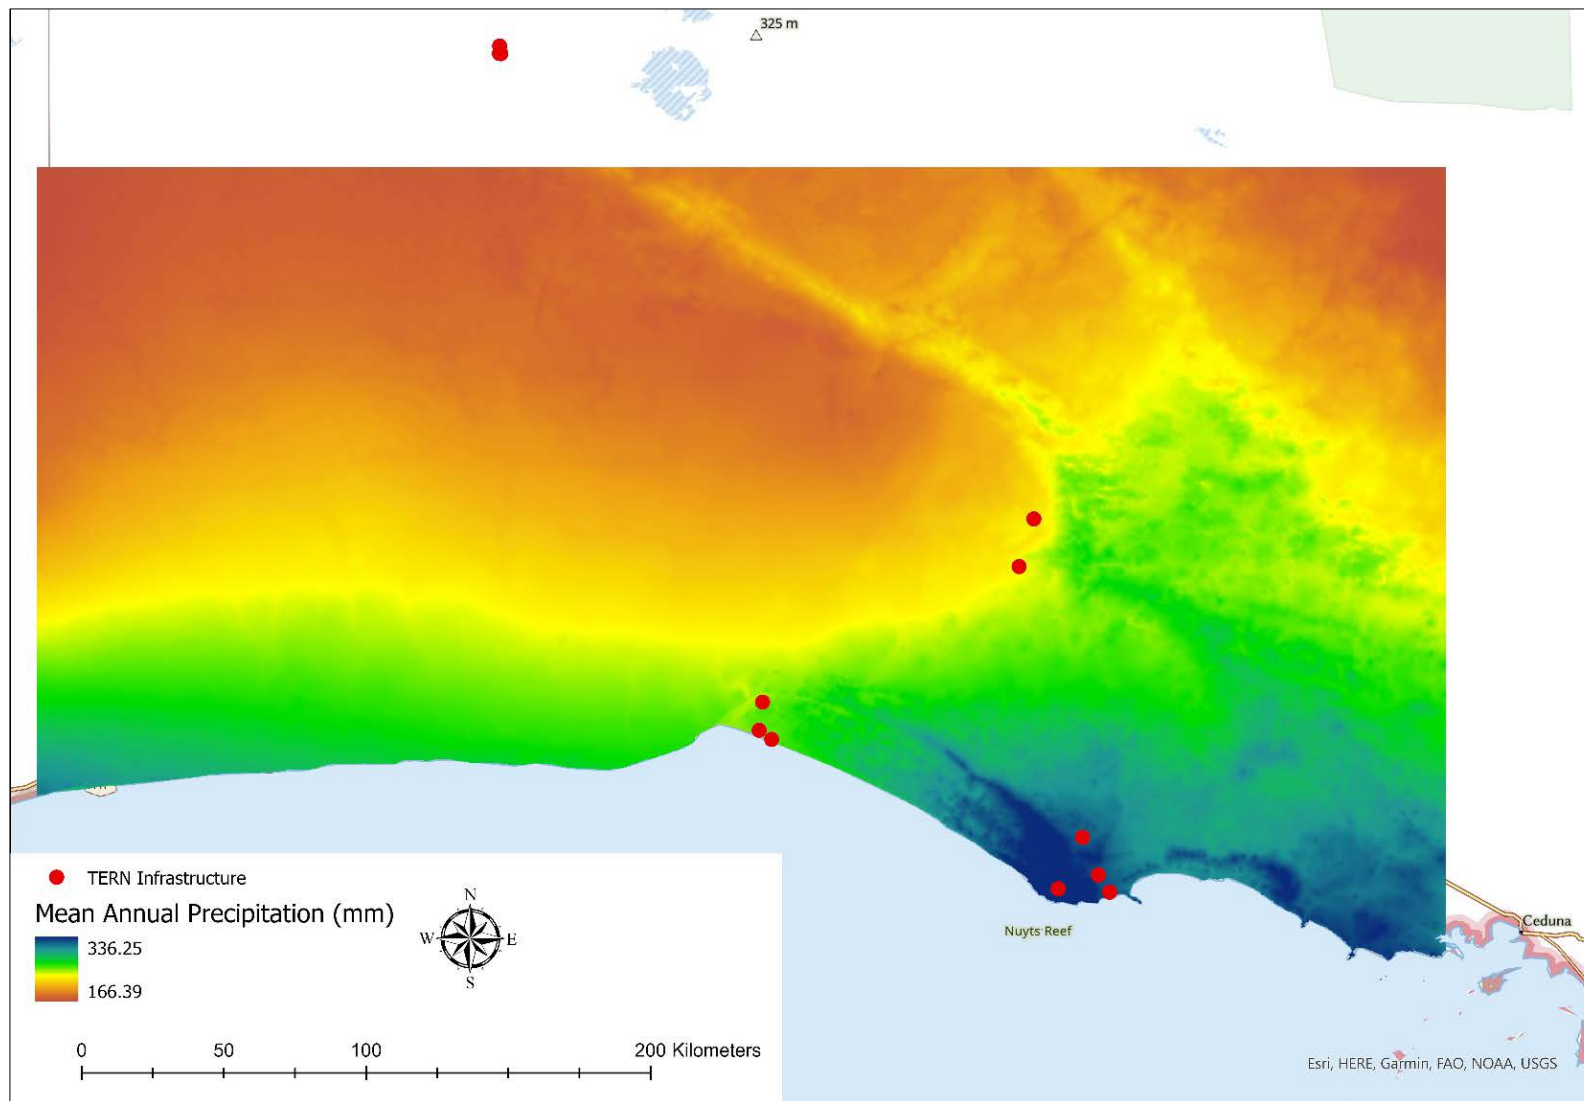 325 m
TERN Infrastructure
Mean Annual Precipitation (mm)
336.25
166.39
N
W
E
S
Nuyts Reef
Ceduna
0
50
100
200 Kilometers
Esri, HERE, Garmin, FAO, NOAA, USGS